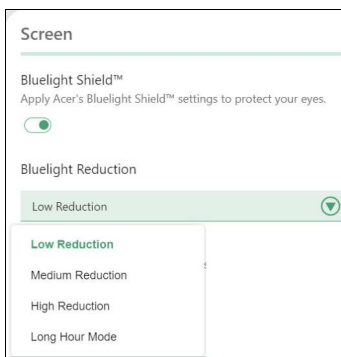 Screen
Bluelight Shield™
Apply Acer's Bluelight Shield™ settings to protect your eyes.
Bluelight Reduction
Low Reduction
Low Reduction
Medium Reduction
High Reduction
Long Hour Mode